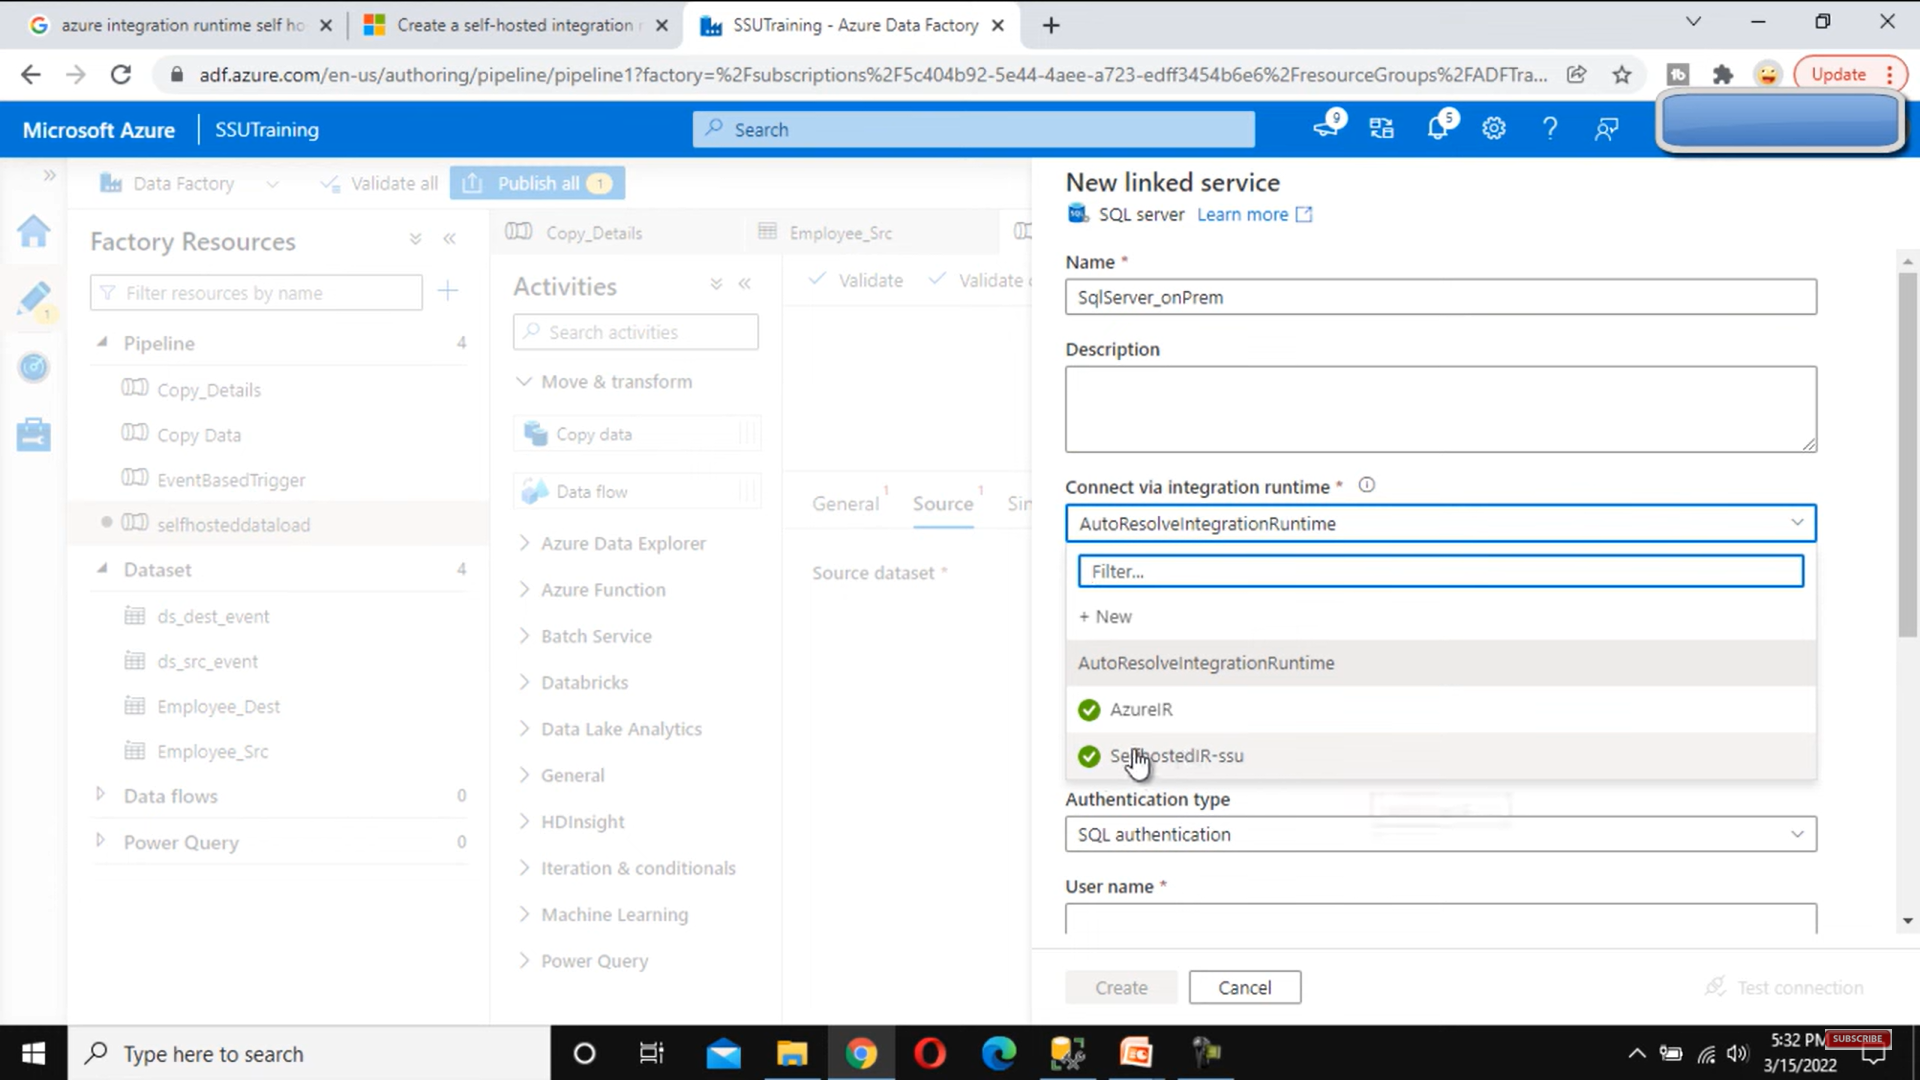 azure integration runtime self ho
Create a self-hosted integration r
SSUTraining - Azure Data Factory
adf.azure.com/en-us/authoring/pipeline/pipeline1?factory=%2Fsubscriptions%2F5c404b92-5e44-4aee-a723-edff3454b6e6%2FresourceGroups%2FADFTra...
Update
Microsoft Azure
SSUTraining
Search
9
5
Data Factory
Validate all
Publish all 1
Factory Resources
Filter resources by name
1
Pipeline 4
Copy_Details
Copy Data
EventBasedTrigger
selfhosteddataload
Dataset 4
ds_dest_event
ds_src_event
Employee_Dest
Employee_Src
Data flows 0
Power Query 0
Copy_Details
Employee_Src
Activities
Search activities
Move & transform
Copy data
Data flow
Azure Data Explorer
Azure Function
Batch Service
Databricks
Data Lake Analytics
General
HDInsight
Iteration & conditionals
Machine Learning
Power Query
Validate
Validate c
General 1
Source 1
Sin
Source dataset *
New linked service
SQL server Learn more
Name *
SqlServer_onPrem
Description
Connect via integration runtime *
AutoResolveIntegrationRuntime
Filter...
+ New
AutoResolveIntegrationRuntime
AzureIR
SelfhostedIR-ssu
Authentication type
SQL authentication
User name *
Create
Cancel
Test connection
Type here to search
5:32 PM
3/15/2022
SUBSCRIBE